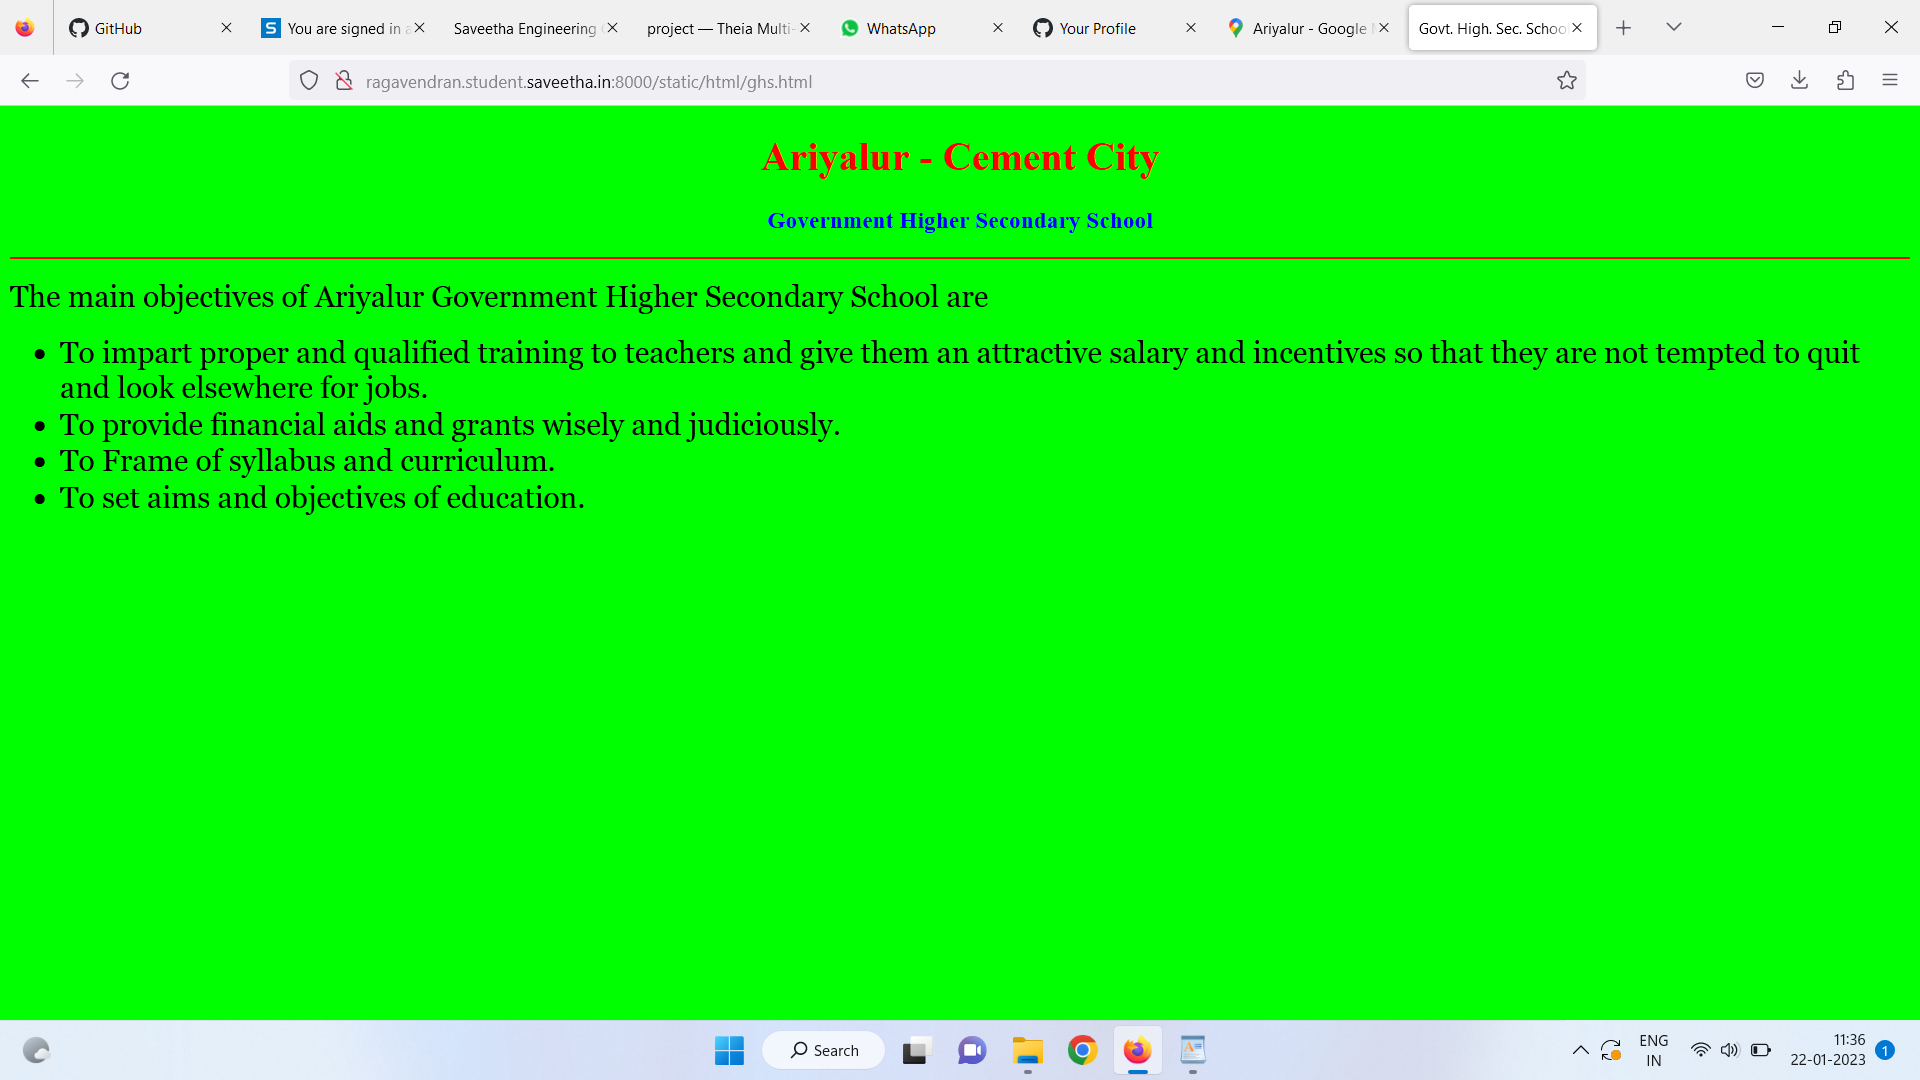 GitHub
You are signed in a
Saveetha Engineering
project — Theia Multi-
WhatsApp
Your Profile
Ariyalur - Google
Govt. High. Sec. Schoo
ragavendran.student.saveetha.in:8000/static/html/ghs.html
Ariyalur - Cement City
Government Higher Secondary School
The main objectives of Ariyalur Government Higher Secondary School are
• To impart proper and qualified training to teachers and give them an attractive salary and incentives so that they are not tempted to quit
and look elsewhere for jobs.
• To provide financial aids and grants wisely and judiciously.
• To Frame of syllabus and curriculum.
• To set aims and objectives of education.
Search
ENG
IN
11:36
22-01-2023
1